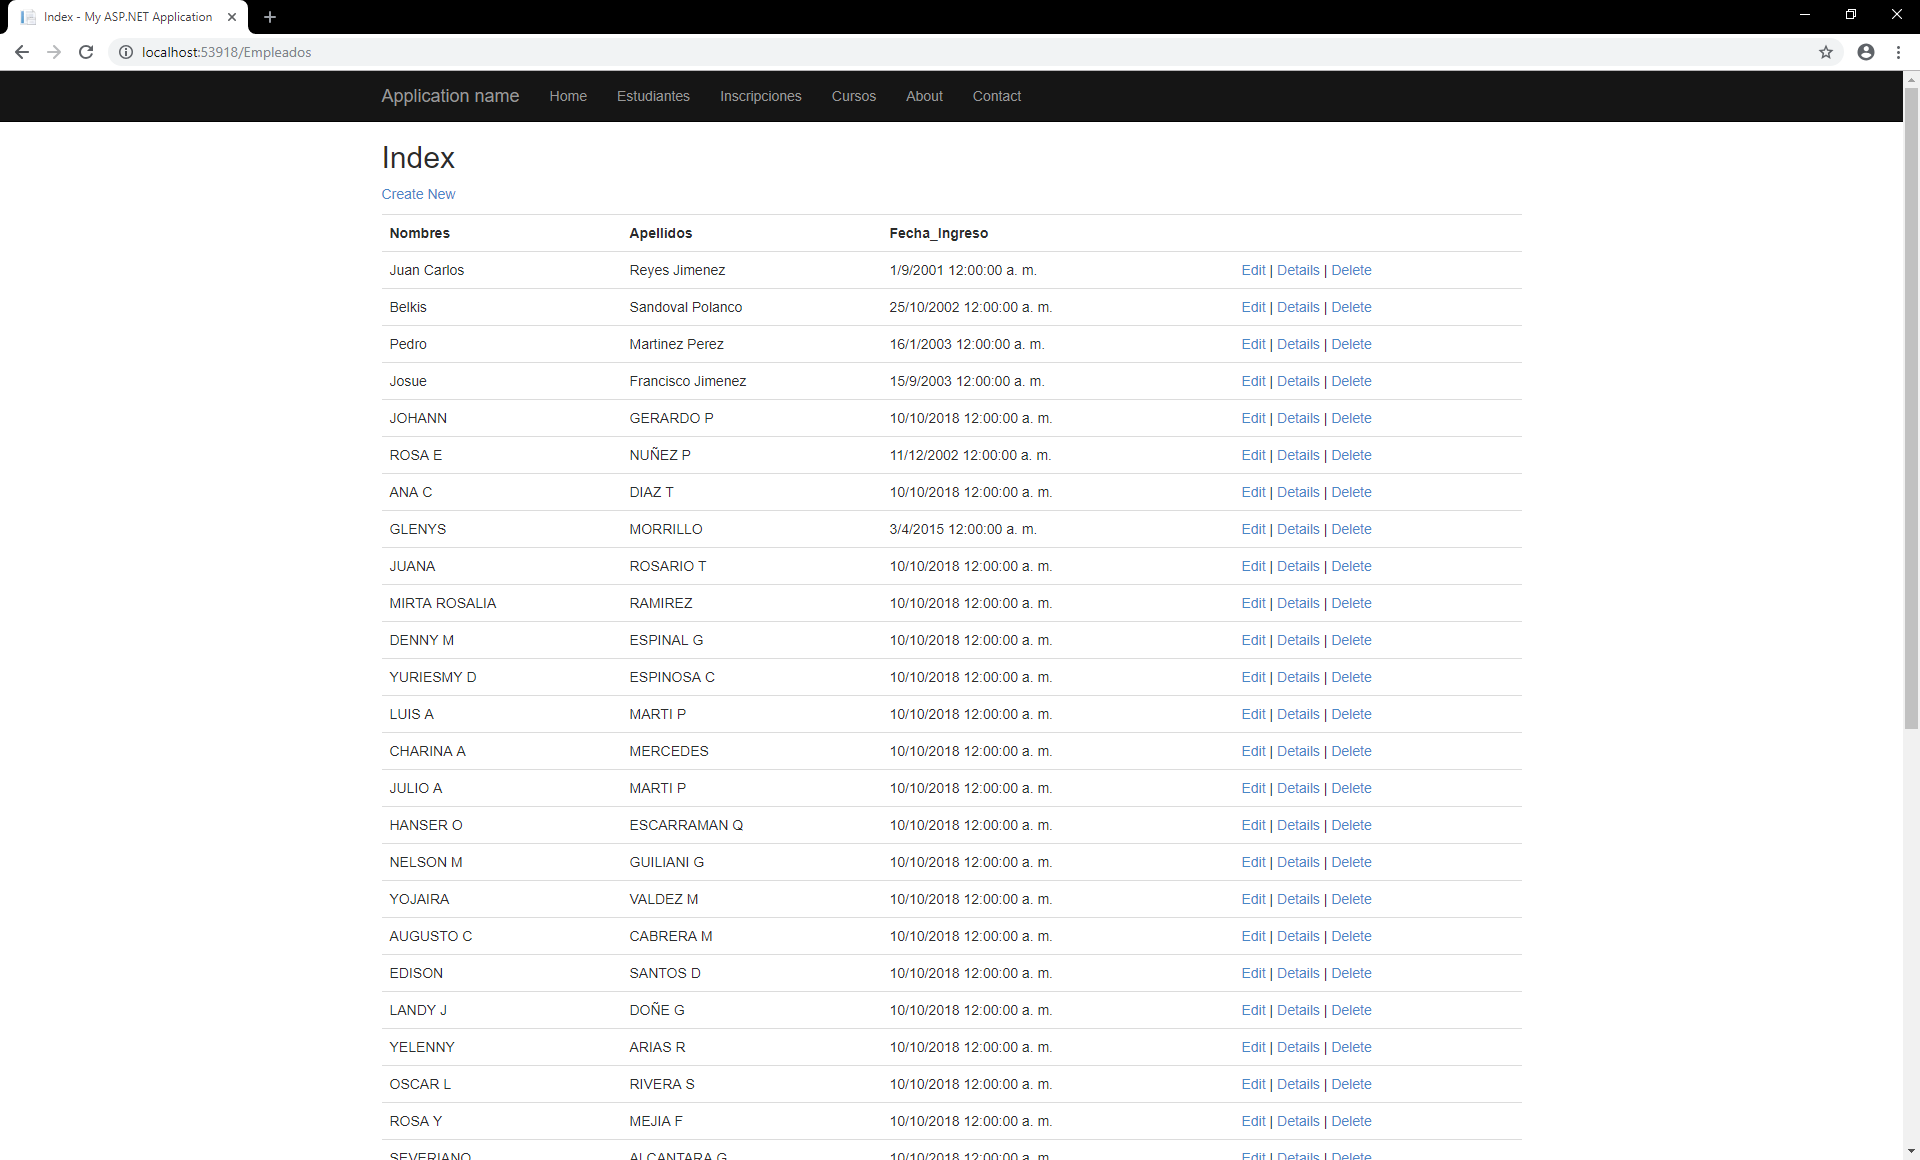 Index - My ASP.NET Application
localhost:53918/Empleados
Application name Home Estudiantes Inscripciones Cursos About Contact
Index
Create New
Nombres Apellidos Fecha_Ingreso
Juan Carlos Reyes Jimenez 1/9/2001 12:00:00 a. m. Edit | Details | Delete
Belkis Sandoval Polanco 25/10/2002 12:00:00 a. m. Edit | Details | Delete
Pedro Martinez Perez 16/1/2003 12:00:00 a. m. Edit | Details | Delete
Josue Francisco Jimenez 15/9/2003 12:00:00 a. m. Edit | Details | Delete
JOHANN GERARDO P 10/10/2018 12:00:00 a. m. Edit | Details | Delete
ROSA E NUÑEZ P 11/12/2002 12:00:00 a. m. Edit | Details | Delete
ANA C DIAZ T 10/10/2018 12:00:00 a. m. Edit | Details | Delete
GLENYS MORRILLO 3/4/2015 12:00:00 a. m. Edit | Details | Delete
JUANA ROSARIO T 10/10/2018 12:00:00 a. m. Edit | Details | Delete
MIRTA ROSALIA RAMIREZ 10/10/2018 12:00:00 a. m. Edit | Details | Delete
DENNY M ESPINAL G 10/10/2018 12:00:00 a. m. Edit | Details | Delete
YURIESMY D ESPINOSA C 10/10/2018 12:00:00 a. m. Edit | Details | Delete
LUIS A MARTI P 10/10/2018 12:00:00 a. m. Edit | Details | Delete
CHARINA A MERCEDES 10/10/2018 12:00:00 a. m. Edit | Details | Delete
JULIO A MARTI P 10/10/2018 12:00:00 a. m. Edit | Details | Delete
HANSER O ESCARRAMAN Q 10/10/2018 12:00:00 a. m. Edit | Details | Delete
NELSON M GUILIANI G 10/10/2018 12:00:00 a. m. Edit | Details | Delete
YOJAIRA VALDEZ M 10/10/2018 12:00:00 a. m. Edit | Details | Delete
AUGUSTO C CABRERA M 10/10/2018 12:00:00 a. m. Edit | Details | Delete
EDISON SANTOS D 10/10/2018 12:00:00 a. m. Edit | Details | Delete
LANDY J DOÑE G 10/10/2018 12:00:00 a. m. Edit | Details | Delete
YELENNY ARIAS R 10/10/2018 12:00:00 a. m. Edit | Details | Delete
OSCAR L RIVERA S 10/10/2018 12:00:00 a. m. Edit | Details | Delete
ROSA Y MEJIA F 10/10/2018 12:00:00 a. m. Edit | Details | Delete
SEVERIANO ALCANTARA G 10/10/2018 12:00:00 a. m. Edit | Details | Delete